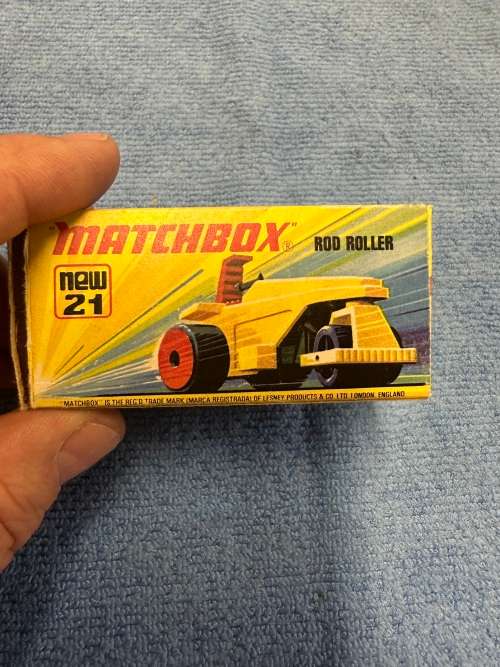 "MATCHBOX"®
ROD ROLLER
new
21
"MATCHBOX" IS THE REG'D TRADE MARK (MARCA REGISTRADA) OF LESNEY PRODUCTS & CO. LTD. LONDON, ENGLAND